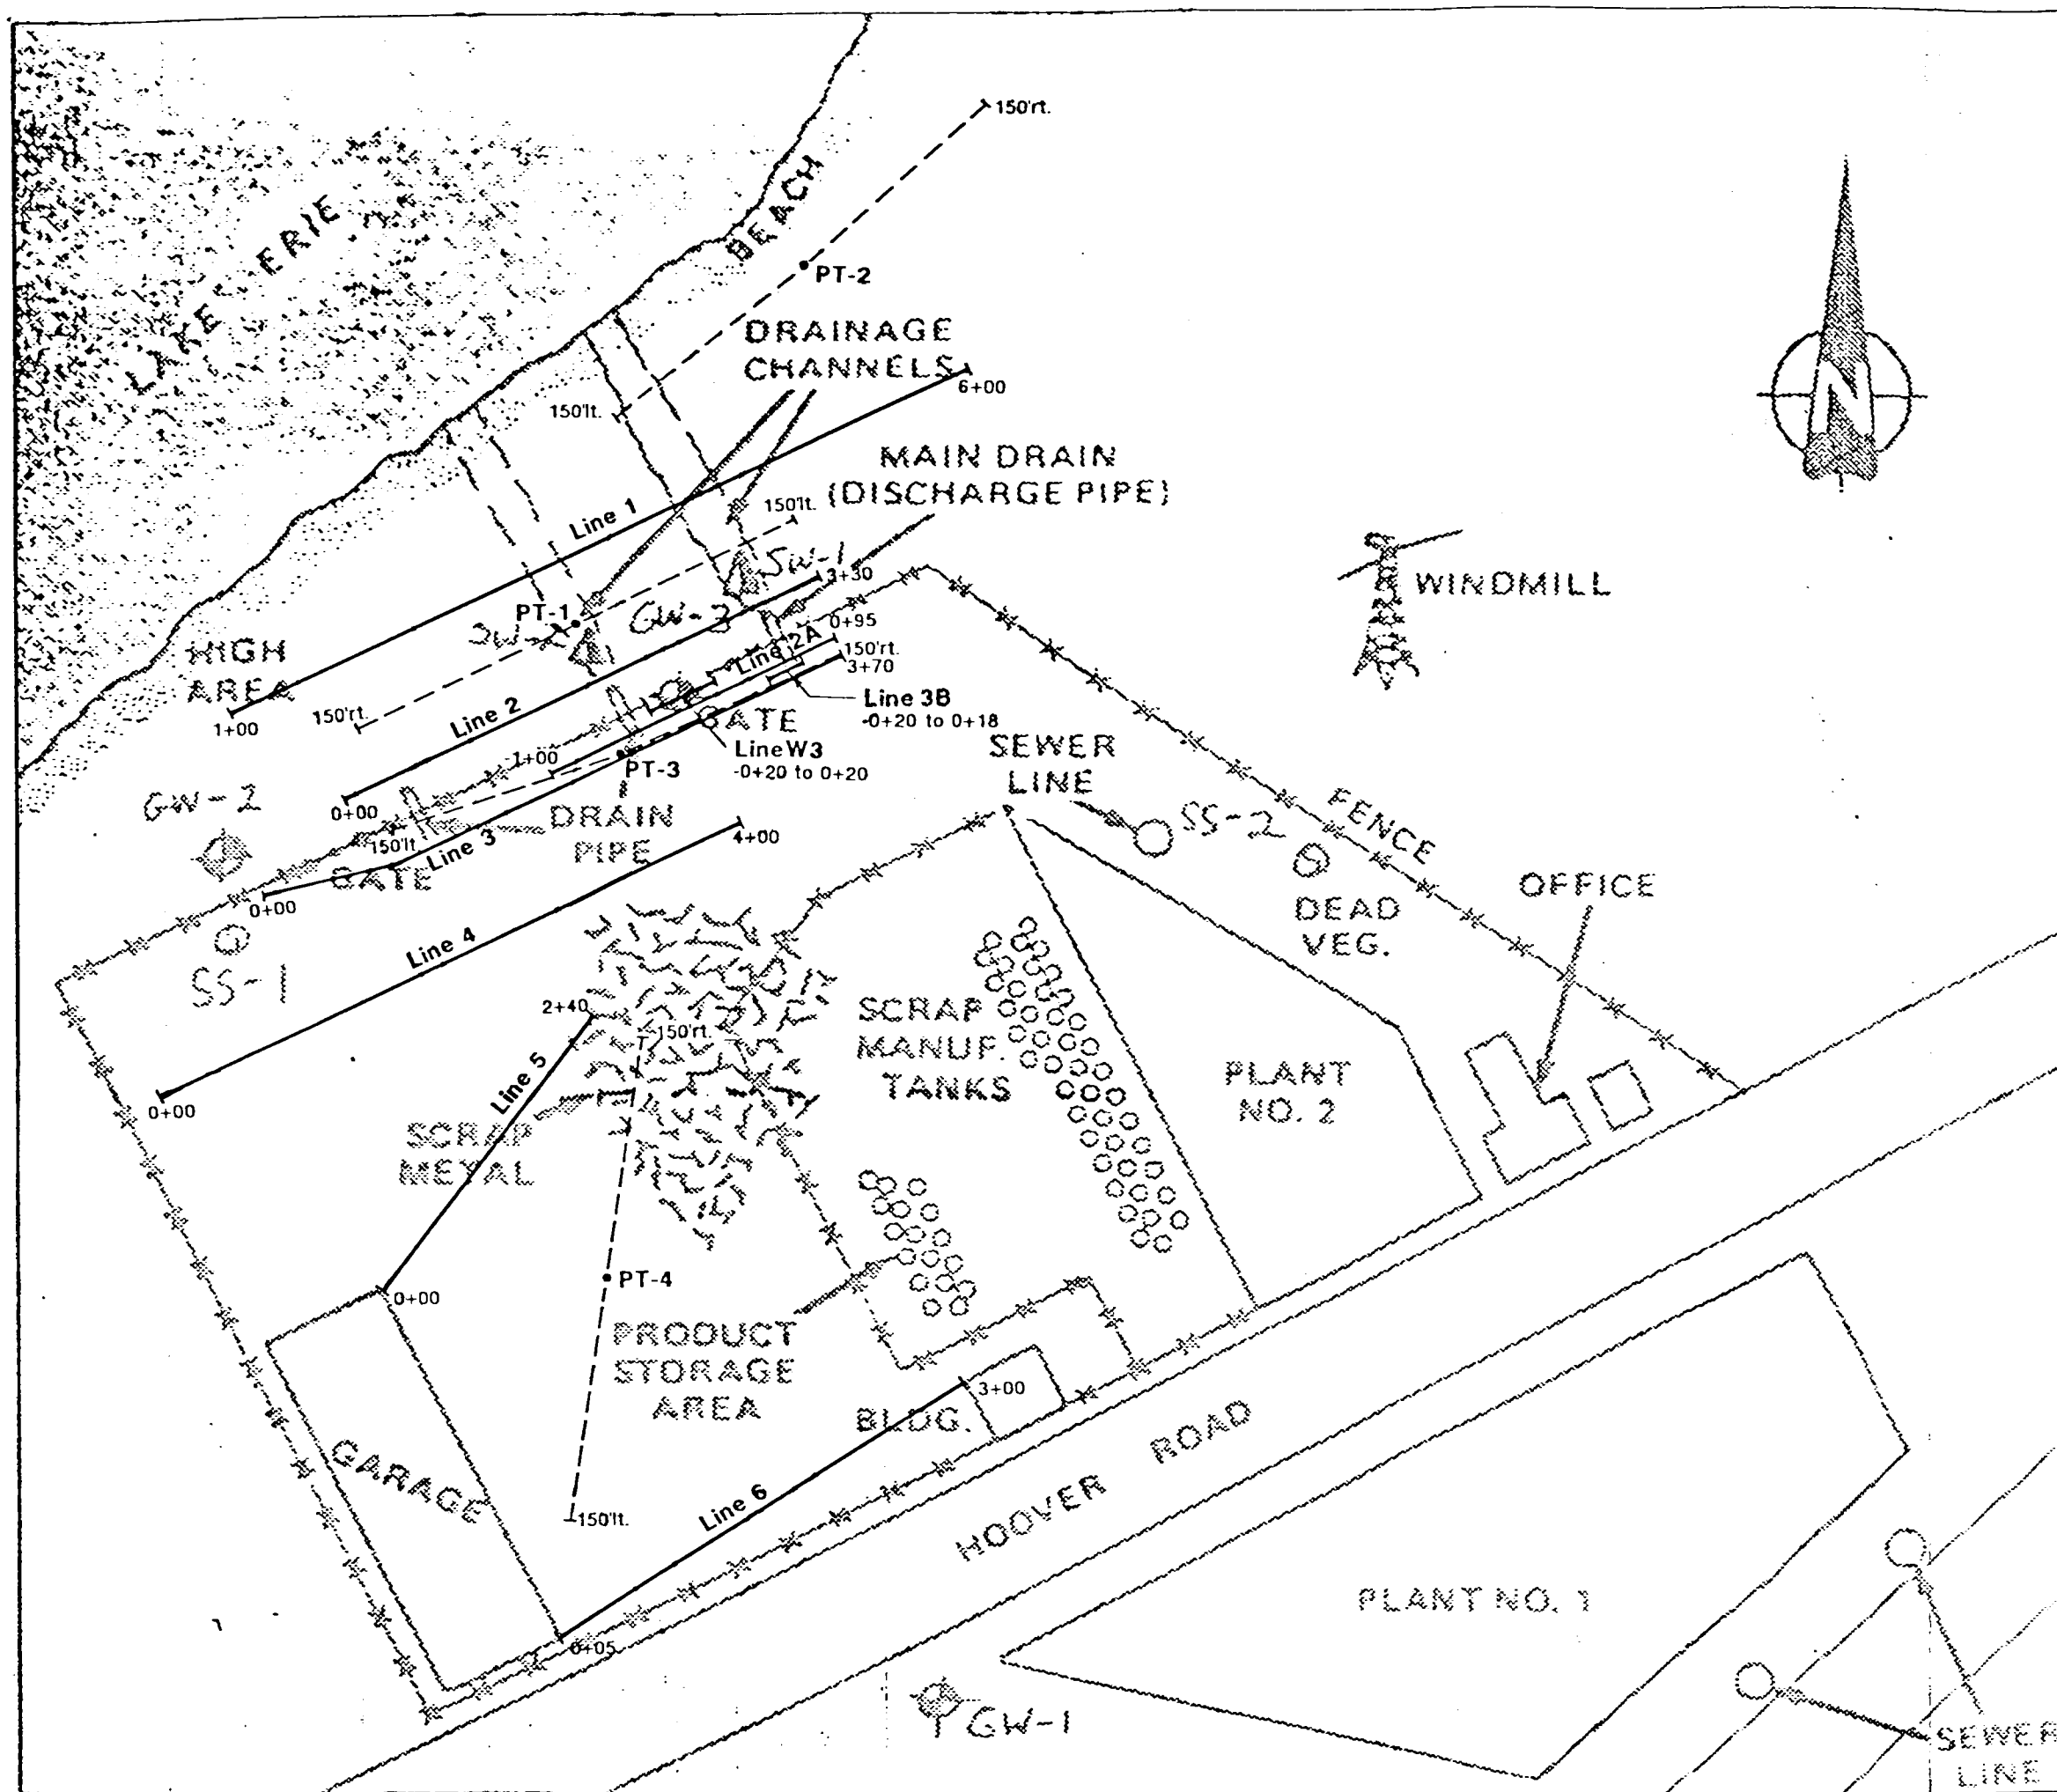 150'rt.
LAKE ERIE
BEACH
PT-2
DRAINAGE
CHANNELS
6+00
150'lt.
MAIN DRAIN
(DISCHARGE PIPE)
Line 1
150'lt.
SW-1
3+30
WINDMILL
PT-1
GW-3
0+95
HIGH
AREA
Line 2A
150'rt.
3+70
Line 3B
-0+20 to 0+18
150'rt.
1+00
Line 2
GATE
Line W3
-0+20 to 0+20
SEWER
LINE
-1+00
PT-3
GW-2
0+00
DRAIN
PIPE
4+00
SS-2
FENCE
150'lt.
Line 3
GATE
0+00
OFFICE
DEAD
VEG.
SS-1
Line 4
2+40
150'rt.
SCRAP
MANUF.
TANKS
PLANT
NO. 2
0+00
Line 5
SCRAP
METAL
PT-4
0+00
PRODUCT
STORAGE
AREA
3+00
BLDG.
GARAGE
HOOVER ROAD
150'lt.
Line 6
PLANT NO. 1
0+05
GW-1
SEWER
LINE